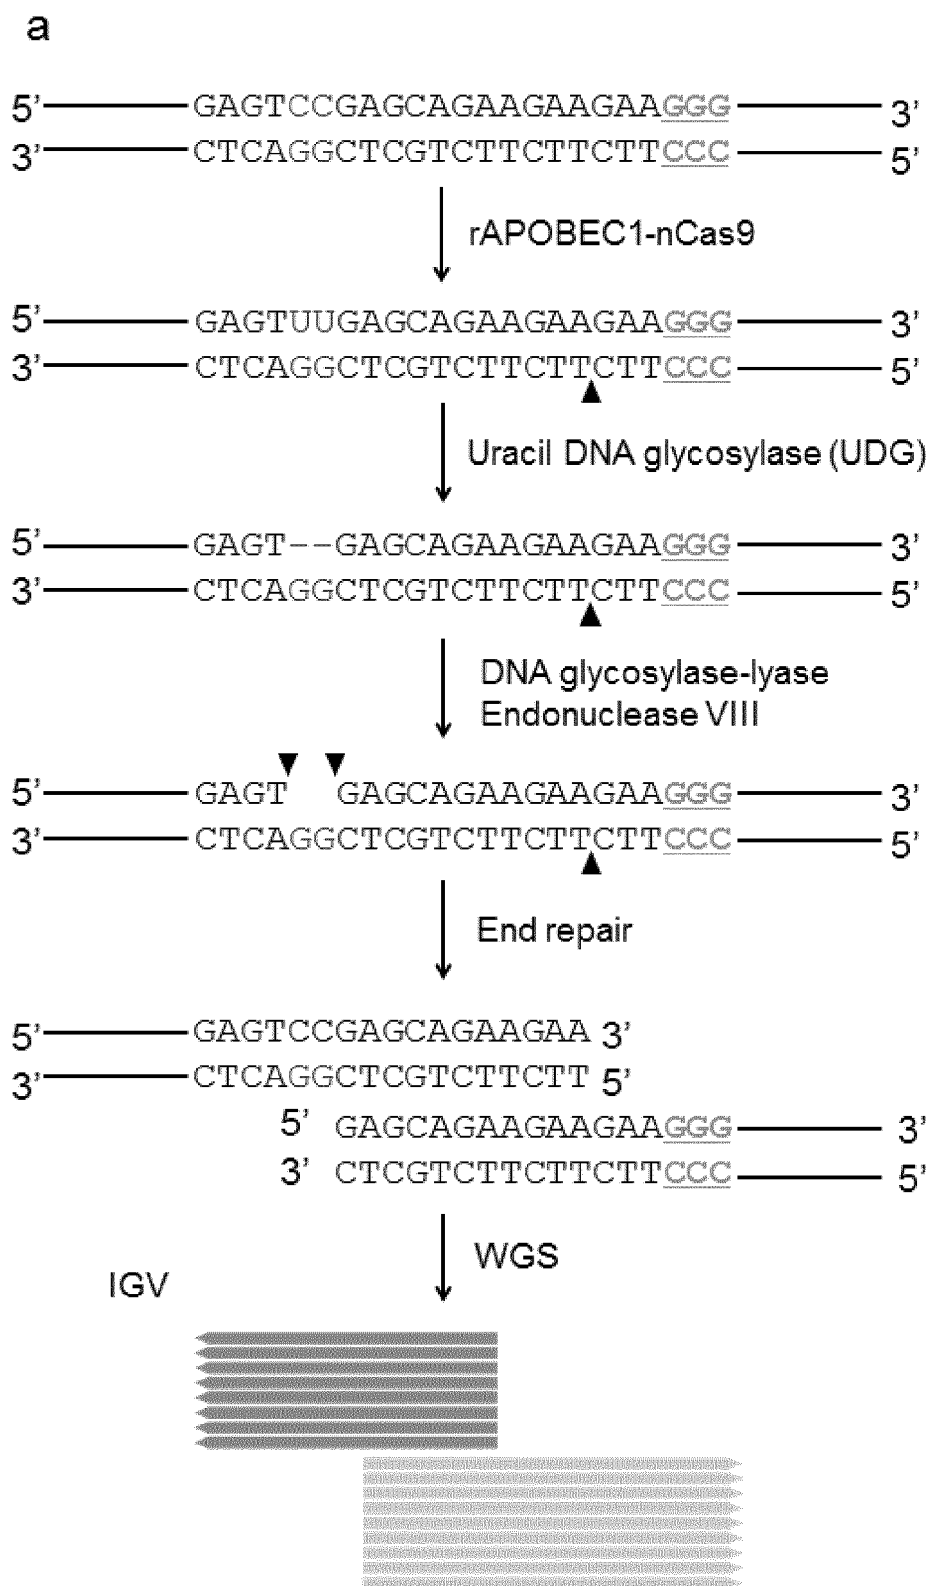 a
5’ GAGTCCGAGCAGAAGAAGAAGGG 3’
3’ CTCAGGCTCGTCTTCTTCTTCCC 5’
rAPOBEC1-nCas9
5’ GAGTUUGAGCAGAAGAAGAAGGG 3’
3’ CTCAGGCTCGTCTTCTTCTTCCC 5’
Uracil DNA glycosylase (UDG)
5’ GAGT--GAGCAGAAGAAGAAGGG 3’
3’ CTCAGGCTCGTCTTCTTCTTCCC 5’
DNA glycosylase-lyase
Endonuclease VIII
5’ GAGT GAGCAGAAGAAGAAGGG 3’
3’ CTCAGGCTCGTCTTCTTCTTCCC 5’
End repair
5’ GAGTCCGAGCAGAAGAA 3’
3’ CTCAGGCTCGTCTTCTT 5’
5’ GAGCAGAAGAAGAAGGG 3’
3’ CTCGTCTTCTTCTTCCC 5’
WGS
IGV